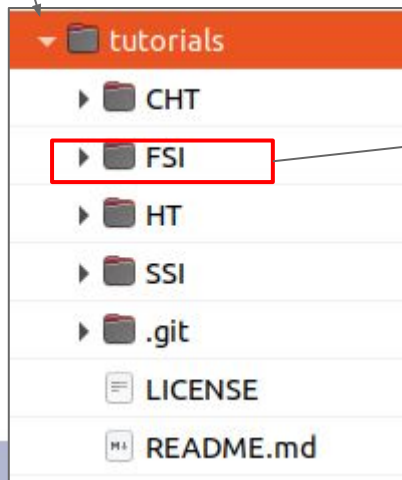 tutorials
CHT
FSI
HT
SSI
.git
LICENSE
README.md